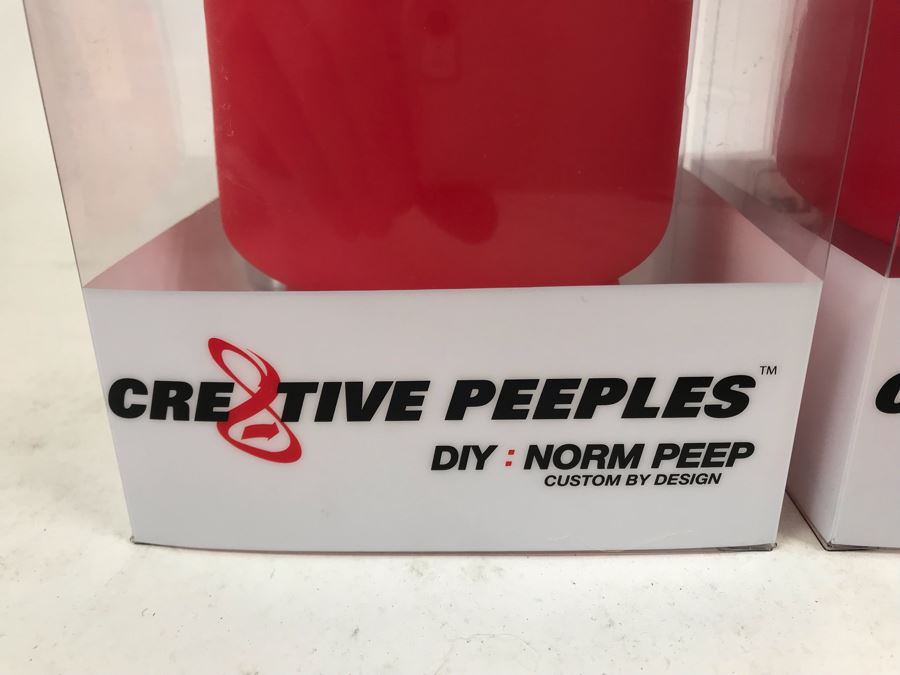 CRE8TIVE PEEPLES™
DIY : NORM PEEP
CUSTOM BY DESIGN
C